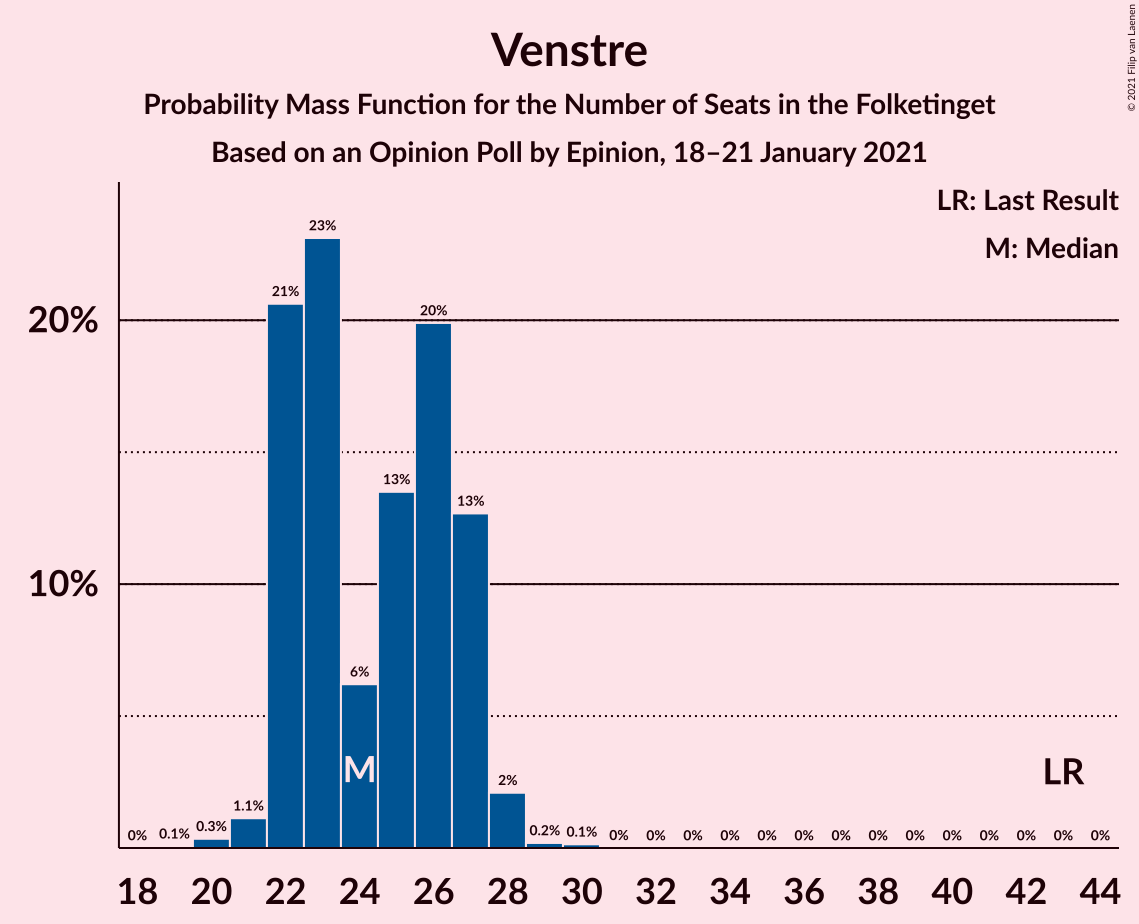 Venstre
Probability Mass Function for the Number of Seats in the Folketinget
Based on an Opinion Poll by Epinion, 18–21 January 2021
© 2021 Filip van Laenen
LR: Last Result
M: Median
20%
10%
0% 0.1% 0.3% 1.1% 21% 23% 6% 13% 20% 13% 2% 0.2% 0.1% 0% 0% 0% 0% 0% 0% 0% 0% 0% 0% 0% 0% 0% 0%
M
LR
18 20 22 24 26 28 30 32 34 36 38 40 42 44